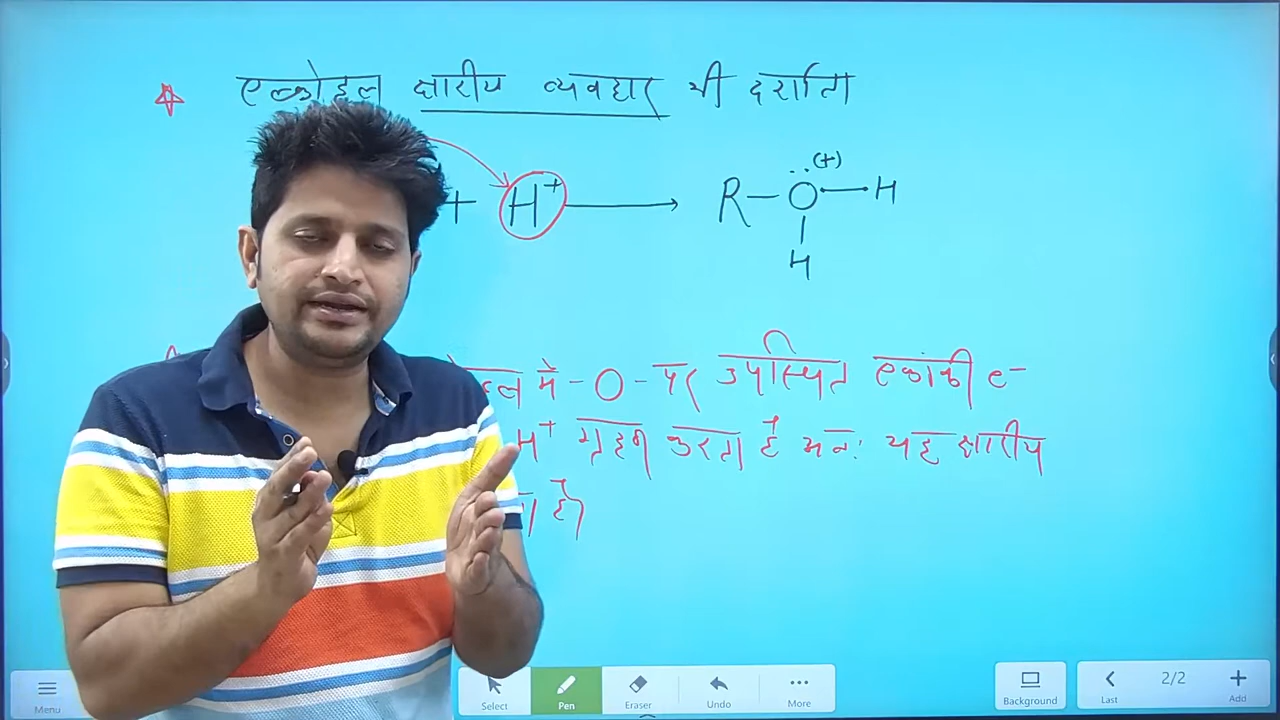 एल्कोहल क्षारीय व्यवहार भी दर्शाता
+ H⁺ → R-O-H
(+)
H
में -O- पर उपस्थित एकाकी e⁻
H⁺ ग्रहण करता है अतः यह क्षारीय
है।
Menu Select Pen Eraser Undo More Background Last 2/2 Add